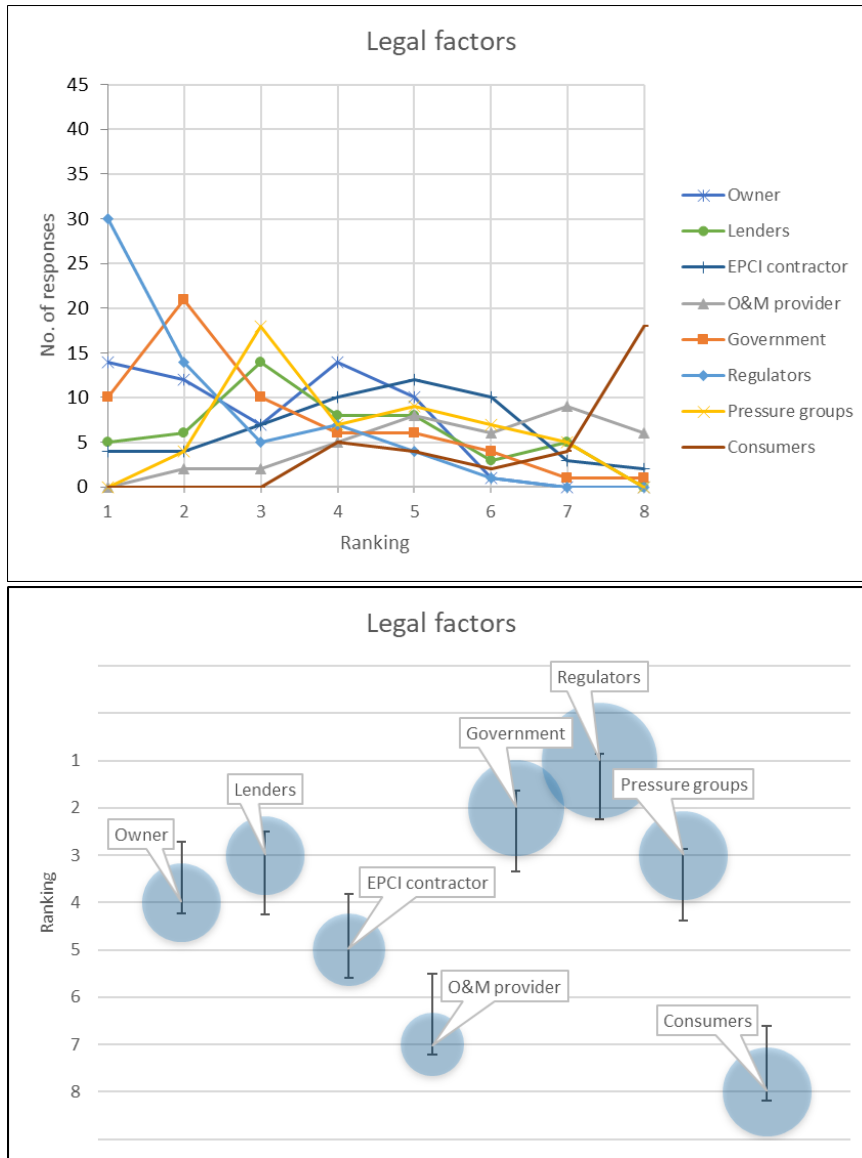 Legal factors
45
40
35
30
25
20
15
10
5
0
No. of responses
1 2 3 4 5 6 7 8
Ranking
Owner
Lenders
EPCI contractor
O&M provider
Government
Regulators
Pressure groups
Consumers
Legal factors
Regulators
Government
Lenders
Pressure groups
Owner
EPCI contractor
O&M provider
Consumers
1
2
3
4
5
6
7
8
Ranking